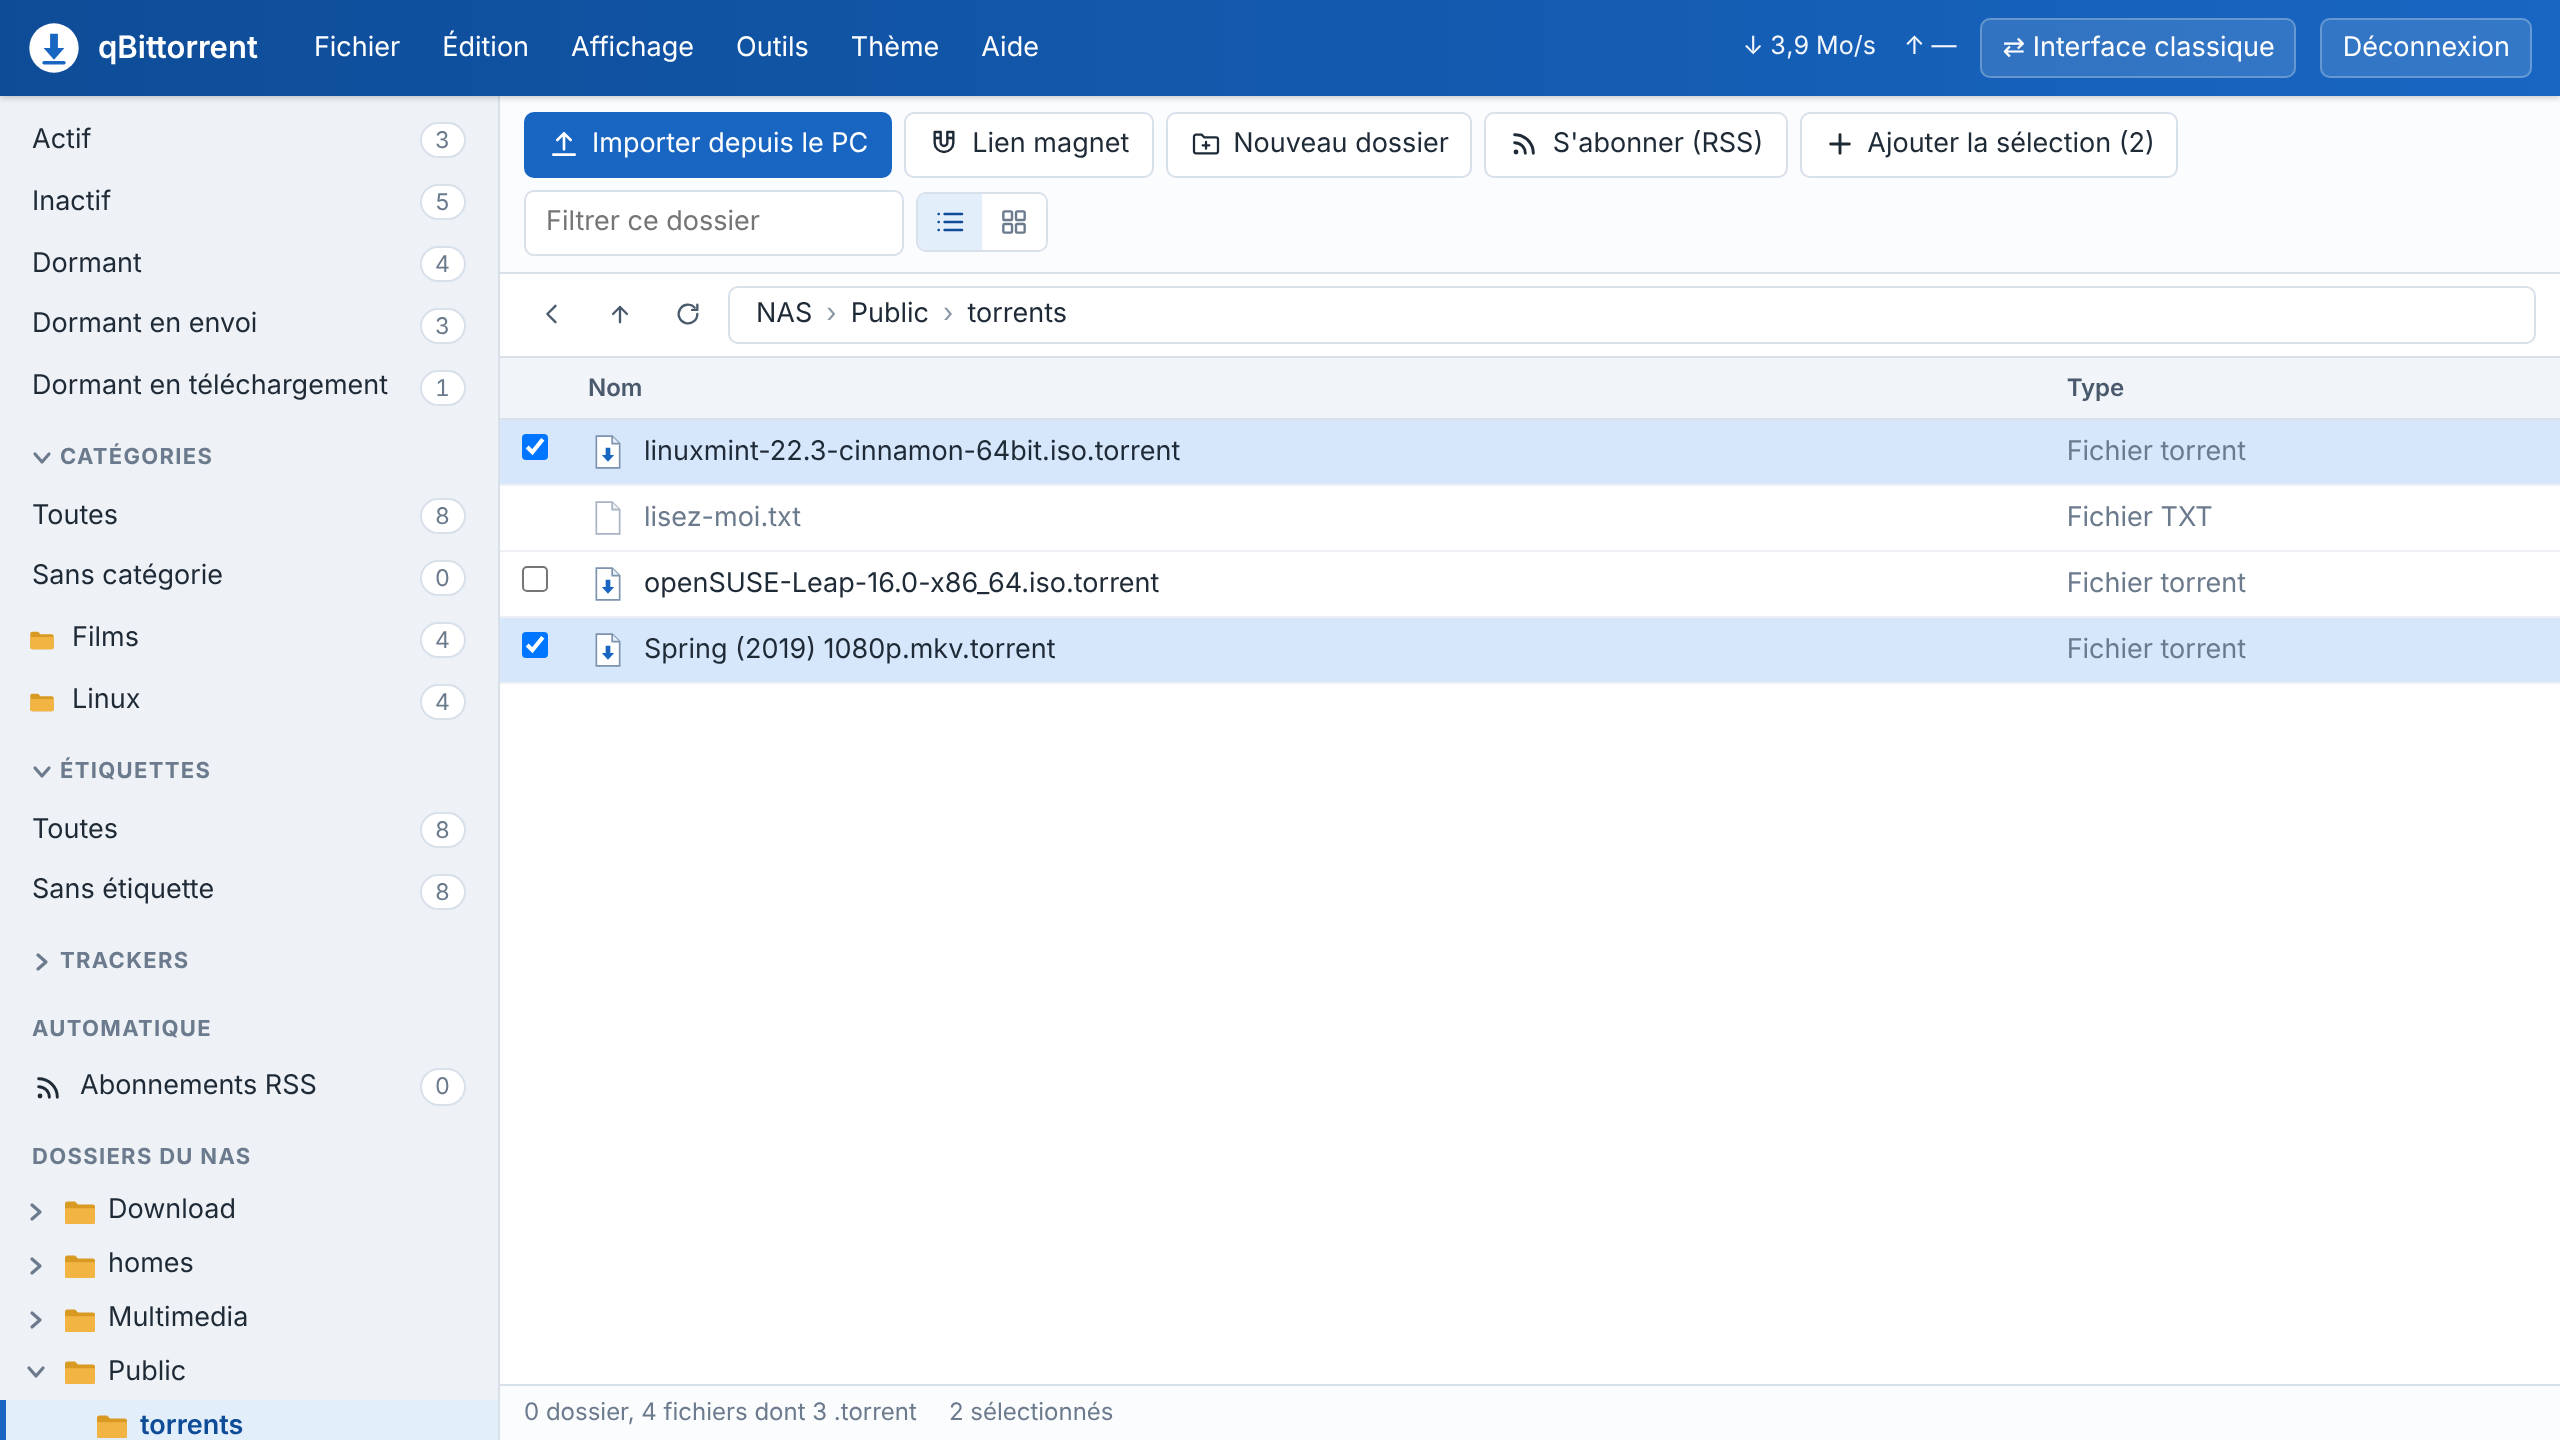 qBittorrent Fichier Édition Affichage Outils Thème Aide ↓ 3,9 Mo/s ↑ — ⇄ Interface classique Déconnexion
Actif 3
Inactif 5
Dormant 4
Dormant en envoi 3
Dormant en téléchargement 1
CATÉGORIES
Toutes 8
Sans catégorie 0
Films 4
Linux 4
ÉTIQUETTES
Toutes 8
Sans étiquette 8
TRACKERS
AUTOMATIQUE
Abonnements RSS 0
DOSSIERS DU NAS
Download
homes
Multimedia
Public
torrents
Importer depuis le PC Lien magnet Nouveau dossier S'abonner (RSS) Ajouter la sélection (2)
Filtrer ce dossier
NAS › Public › torrents
Nom Type
linuxmint-22.3-cinnamon-64bit.iso.torrent Fichier torrent
lisez-moi.txt Fichier TXT
openSUSE-Leap-16.0-x86_64.iso.torrent Fichier torrent
Spring (2019) 1080p.mkv.torrent Fichier torrent
0 dossier, 4 fichiers dont 3 .torrent 2 sélectionnés